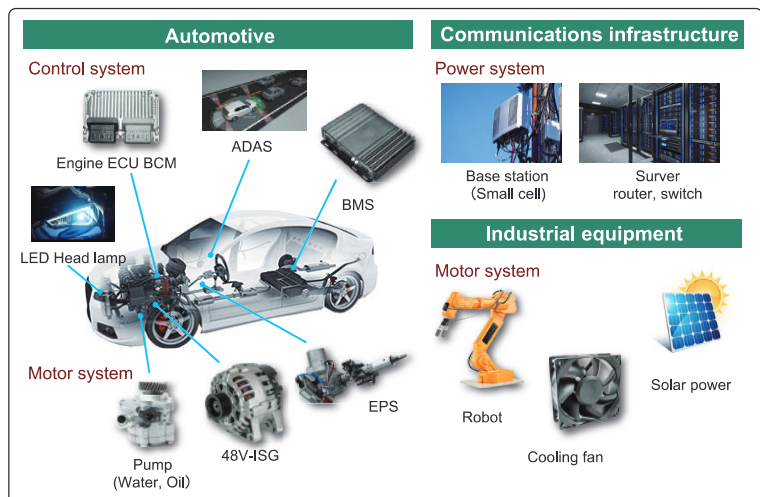 Automotive
Control system
Engine ECU BCM
ADAS
BMS
LED Head lamp
Motor system
Pump
(Water, Oil)
48V-ISG
EPS
Communications infrastructure
Power system
Base station
(Small cell)
Surver
router, switch
Industrial equipment
Motor system
Robot
Cooling fan
Solar power